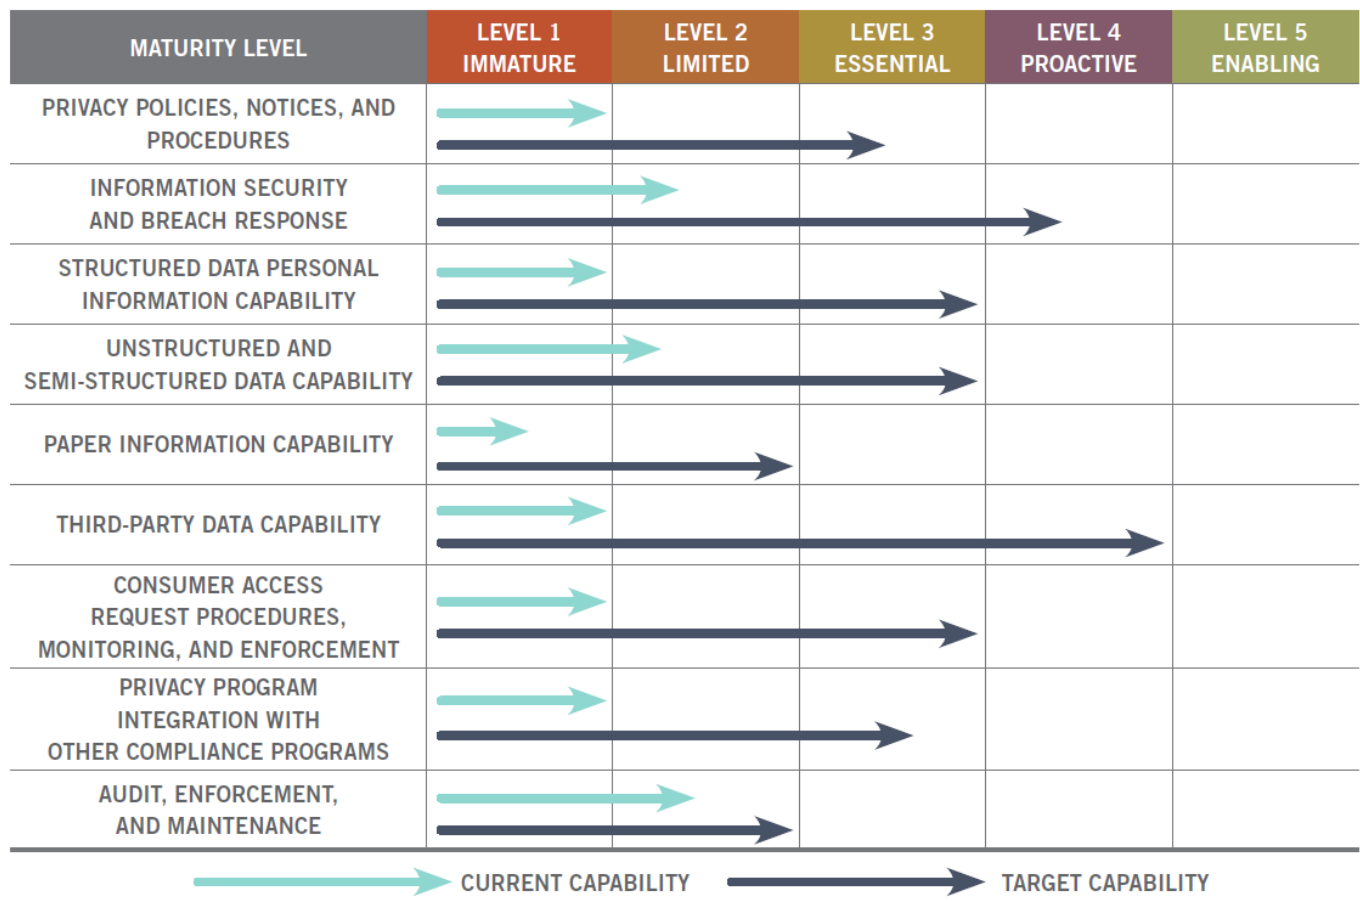 MATURITY LEVEL
LEVEL 1
IMMATURE
LEVEL 2
LIMITED
LEVEL 3
ESSENTIAL
LEVEL 4
PROACTIVE
LEVEL 5
ENABLING
PRIVACY POLICIES, NOTICES, AND
PROCEDURES
INFORMATION SECURITY
AND BREACH RESPONSE
STRUCTURED DATA PERSONAL
INFORMATION CAPABILITY
UNSTRUCTURED AND
SEMI-STRUCTURED DATA CAPABILITY
PAPER INFORMATION CAPABILITY
THIRD-PARTY DATA CAPABILITY
CONSUMER ACCESS
REQUEST PROCEDURES,
MONITORING, AND ENFORCEMENT
PRIVACY PROGRAM
INTEGRATION WITH
OTHER COMPLIANCE PROGRAMS
AUDIT, ENFORCEMENT,
AND MAINTENANCE
CURRENT CAPABILITY
TARGET CAPABILITY